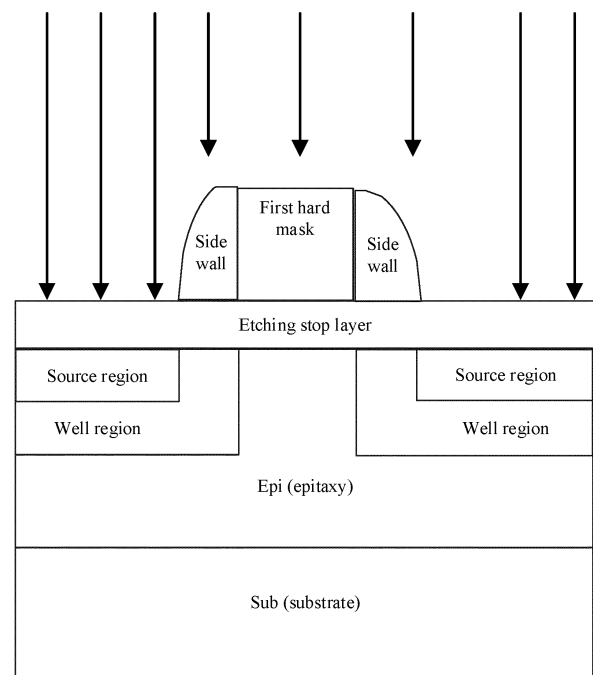 First hard
mask
Side
wall
Side
wall
Etching stop layer
Source region
Source region
Well region
Well region
Epi (epitaxy)
Sub (substrate)